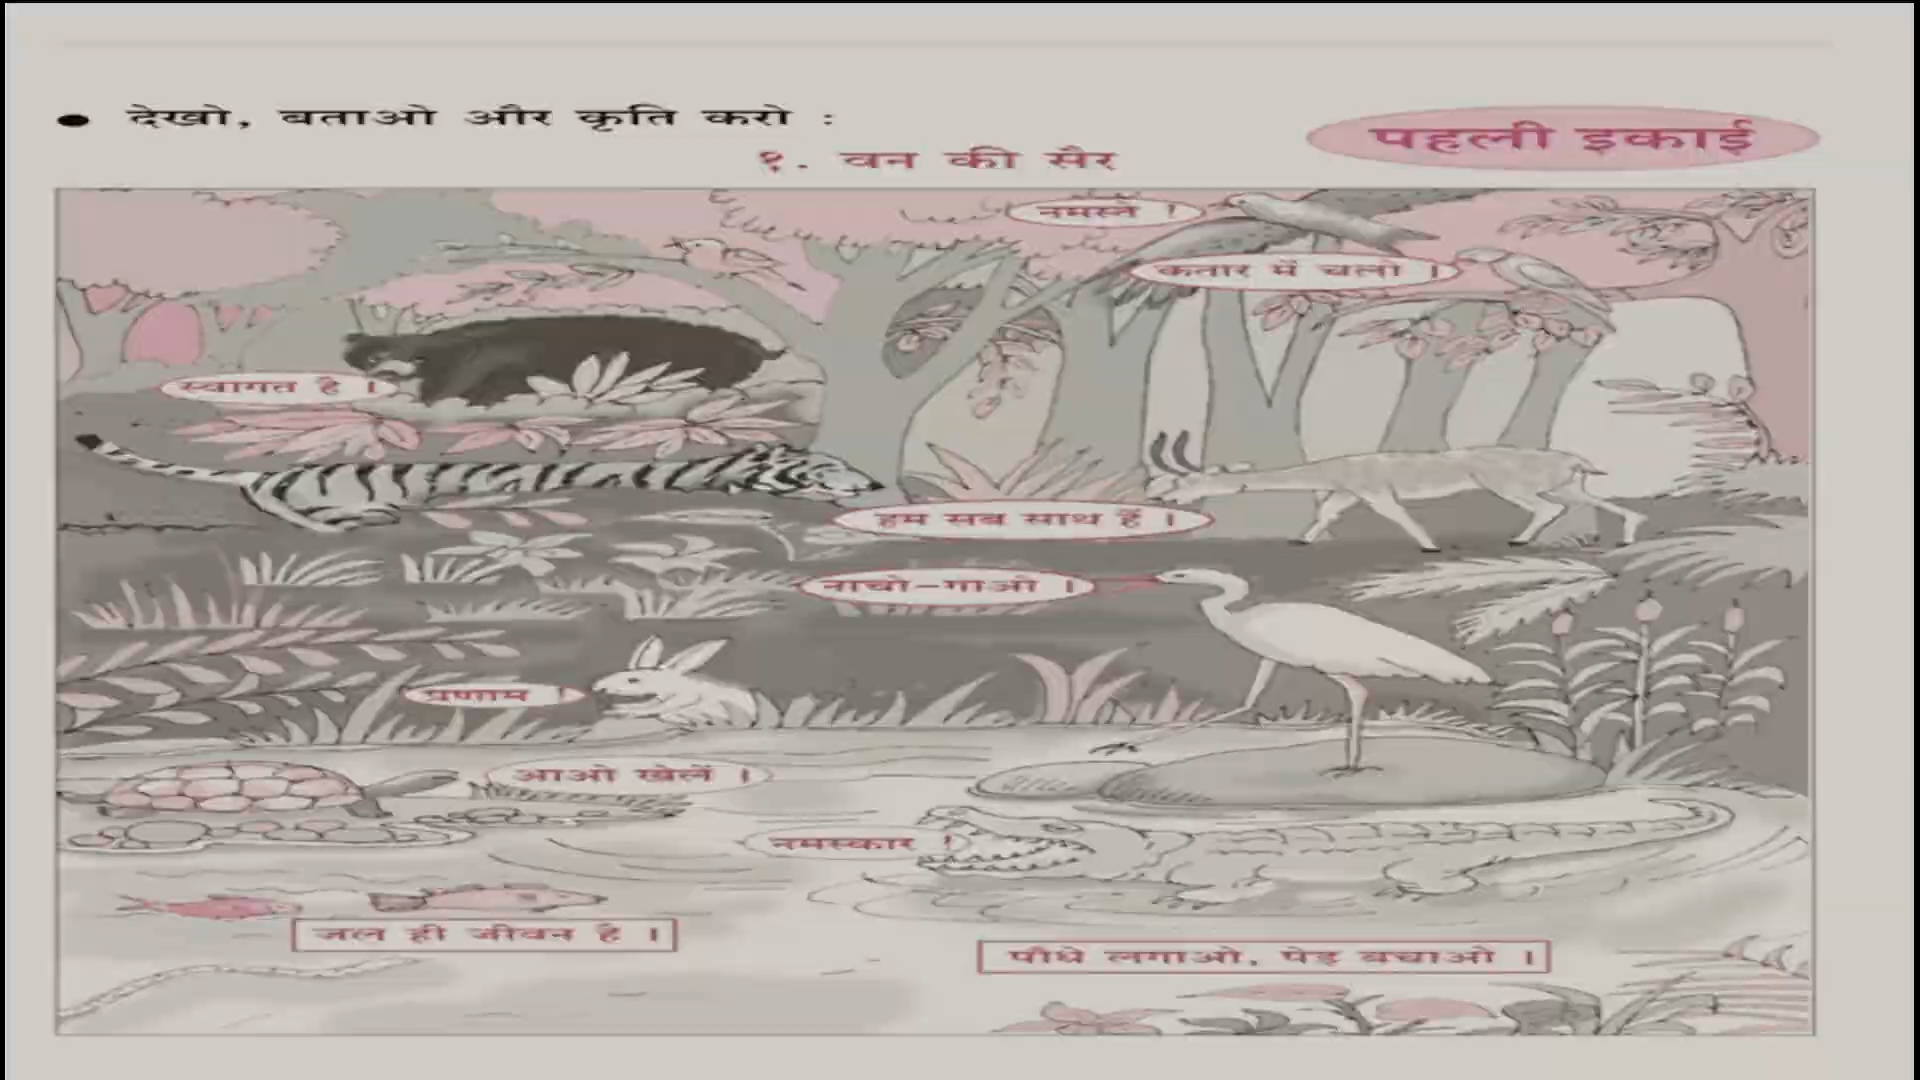 ● देखो, बताओ और कृति करो :
पहली इकाई
१. वन की सैर
नमस्ते ।
कतार में चलो ।
स्वागत है ।
हम सब साथ हैं ।
नाचो-गाओ ।
प्रणाम !
आओ खेलें ।
नमस्कार !
जल ही जीवन है ।
पौधे लगाओ, पेड़ बचाओ ।